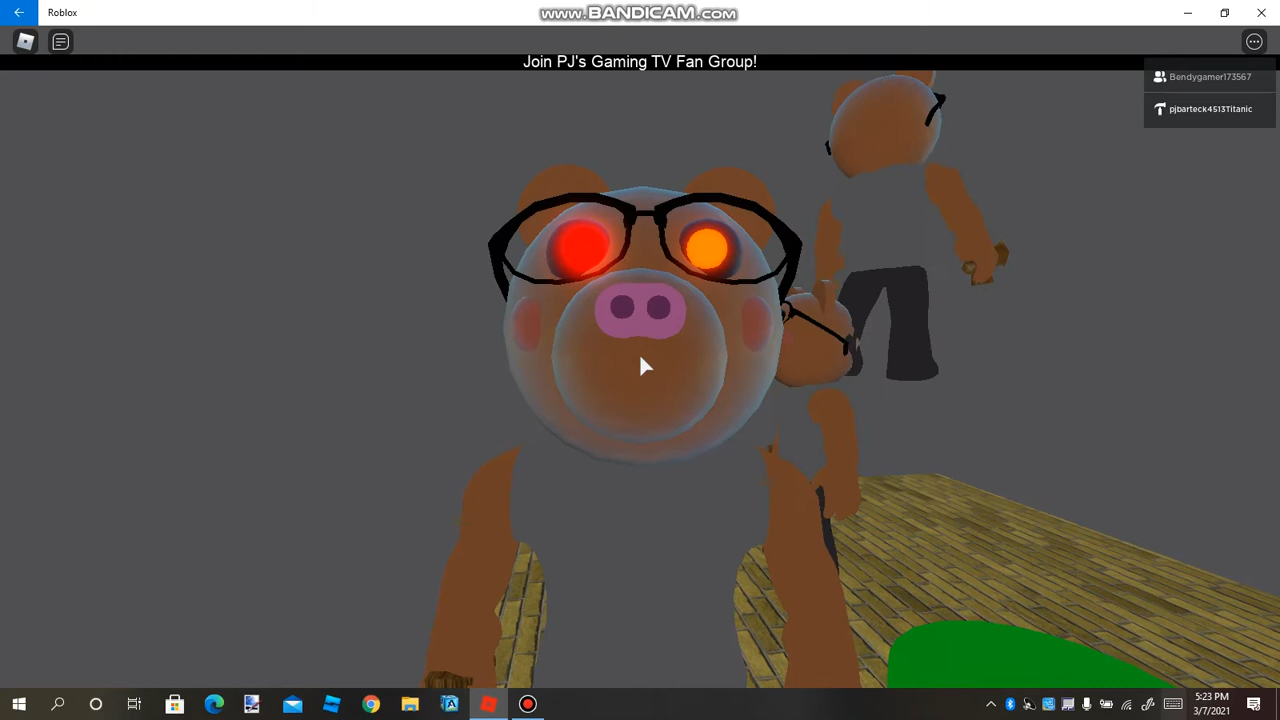 Roblox
www.BANDICAM.com
Join PJ's Gaming TV Fan Group!
Bendygamer173567
pjbarteck4513Titanic
5:23 PM
3/7/2021